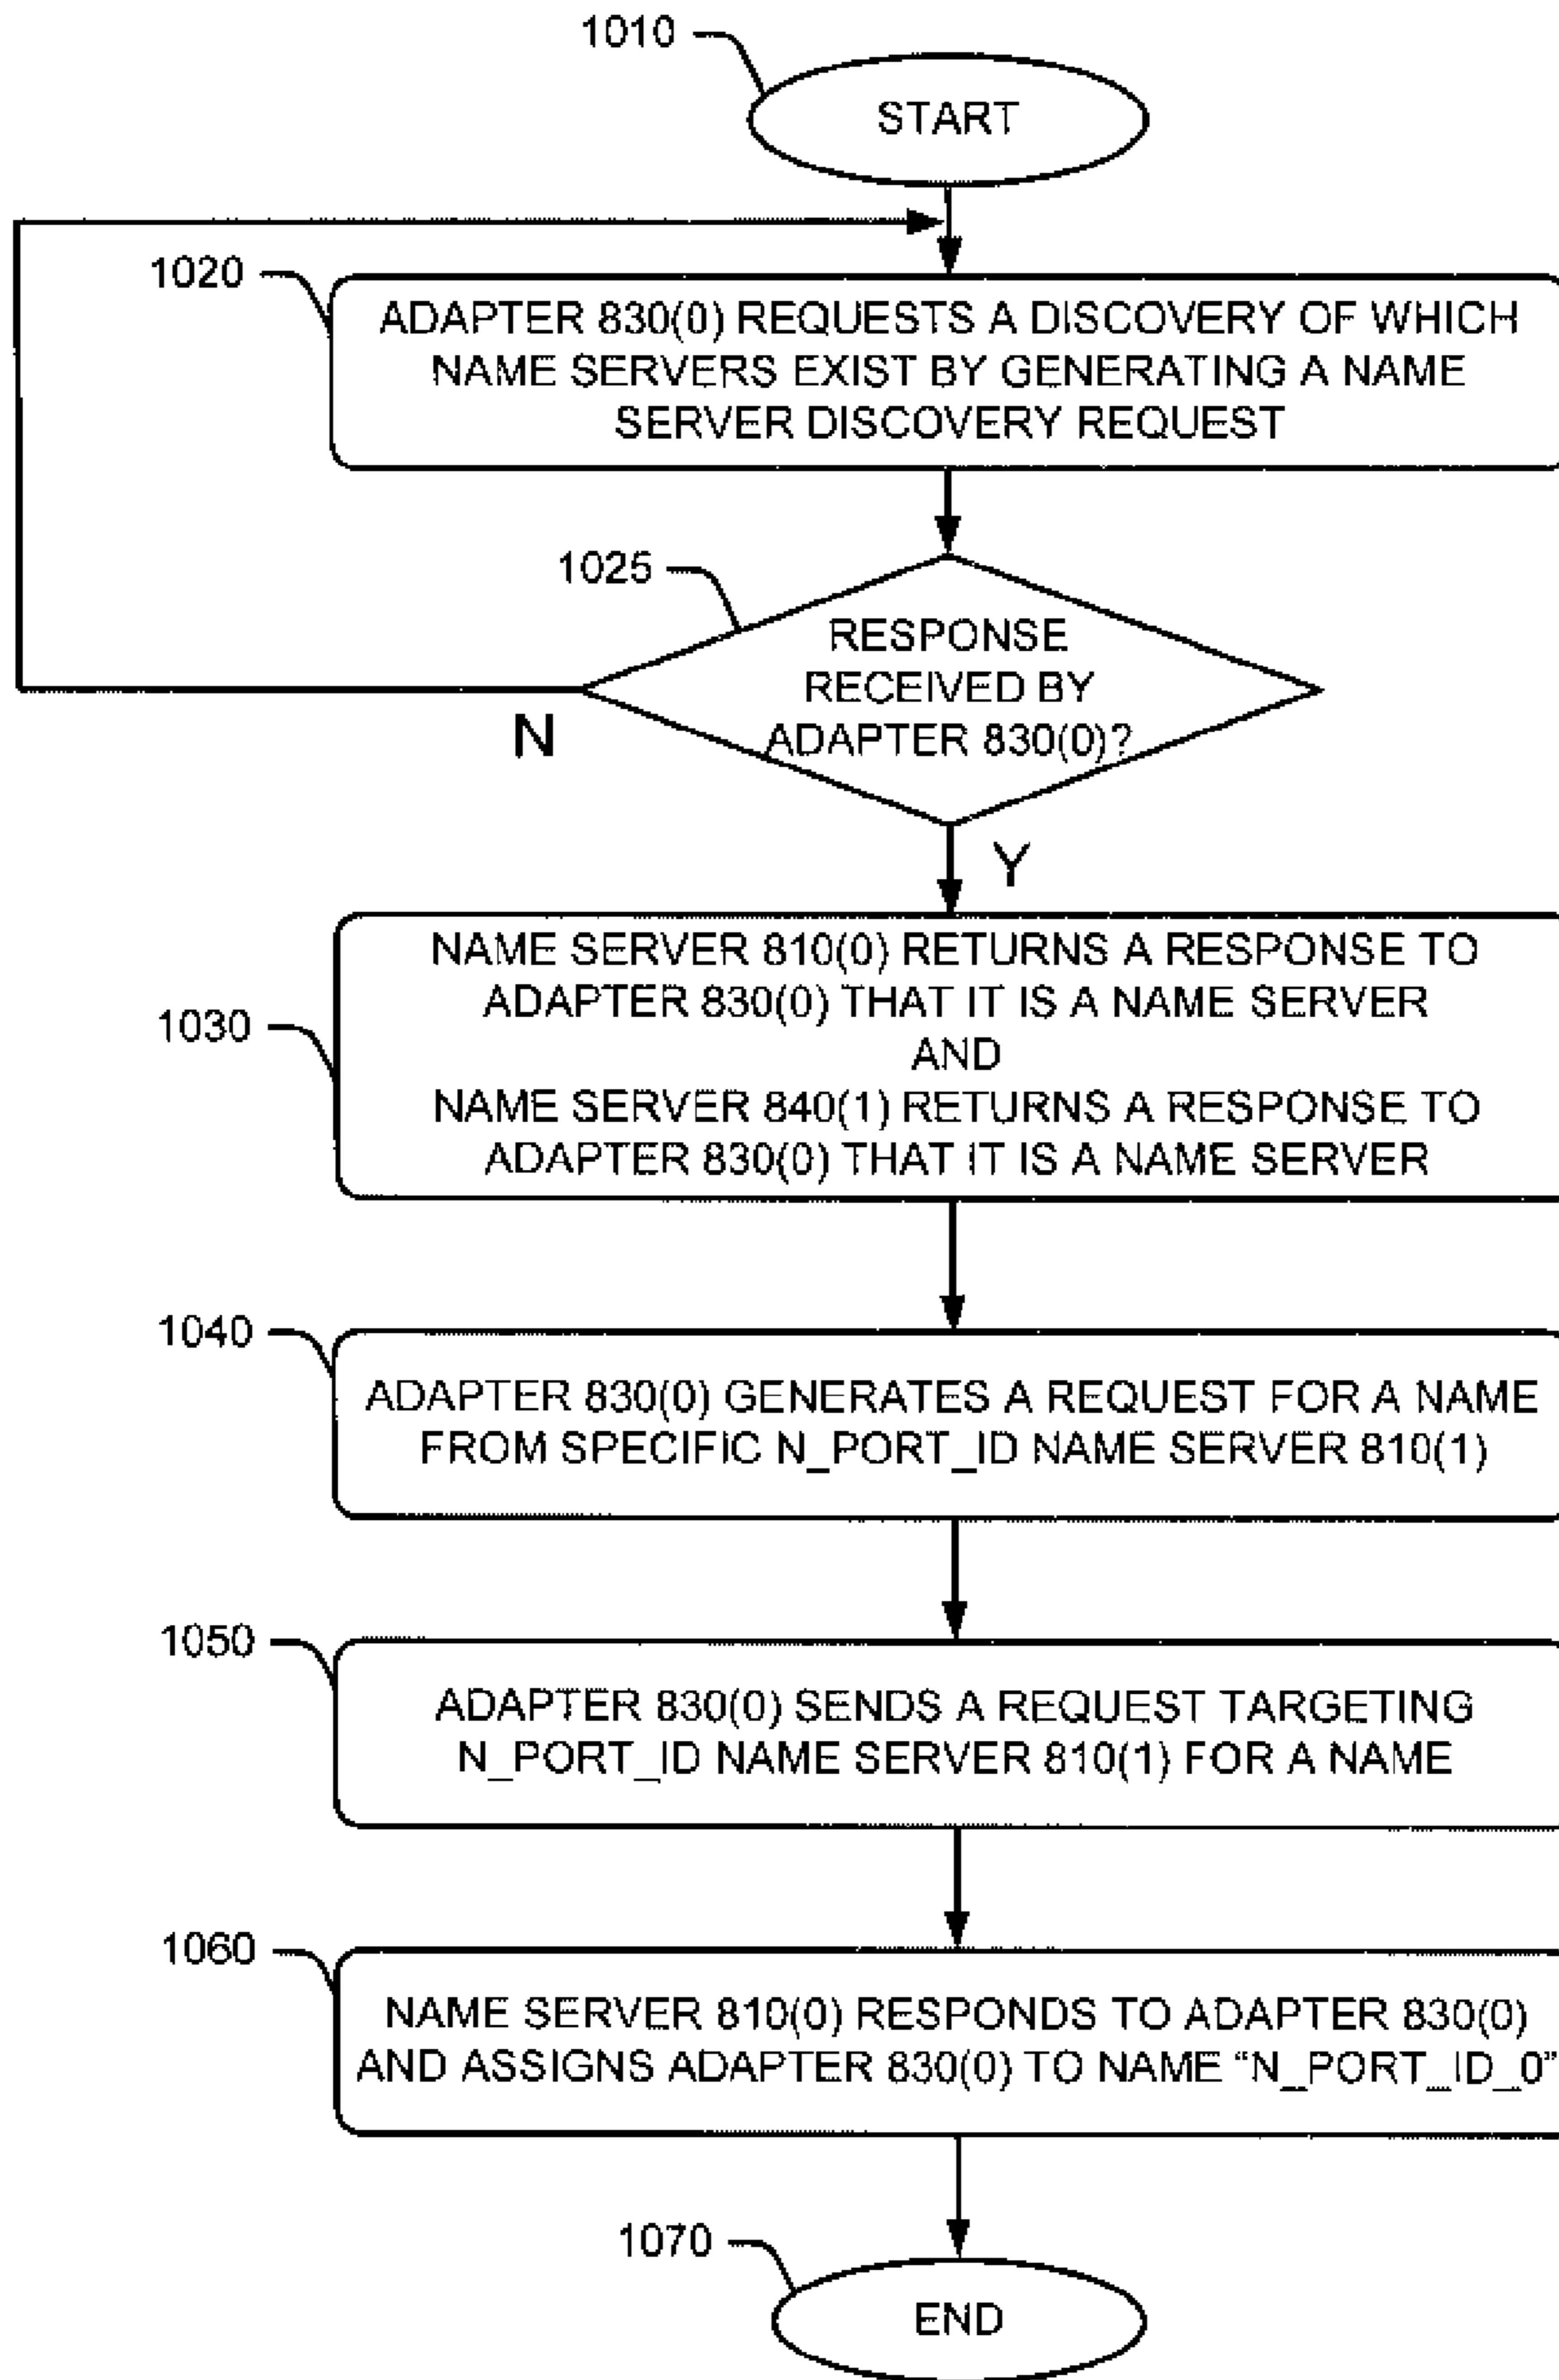 1010
START
1020
ADAPTER 830(0) REQUESTS A DISCOVERY OF WHICH
NAME SERVERS EXIST BY GENERATING A NAME
SERVER DISCOVERY REQUEST
1025
RESPONSE
RECEIVED BY
ADAPTER 830(0)?
N
Y
1030
NAME SERVER 810(0) RETURNS A RESPONSE TO
ADAPTER 830(0) THAT IT IS A NAME SERVER
AND
NAME SERVER 840(1) RETURNS A RESPONSE TO
ADAPTER 830(0) THAT IT IS A NAME SERVER
1040
ADAPTER 830(0) GENERATES A REQUEST FOR A NAME
FROM SPECIFIC N_PORT_ID NAME SERVER 810(1)
1050
ADAPTER 830(0) SENDS A REQUEST TARGETING
N_PORT_ID NAME SERVER 810(1) FOR A NAME
1060
NAME SERVER 810(0) RESPONDS TO ADAPTER 830(0)
AND ASSIGNS ADAPTER 830(0) TO NAME “N_PORT_ID_0”
1070
END